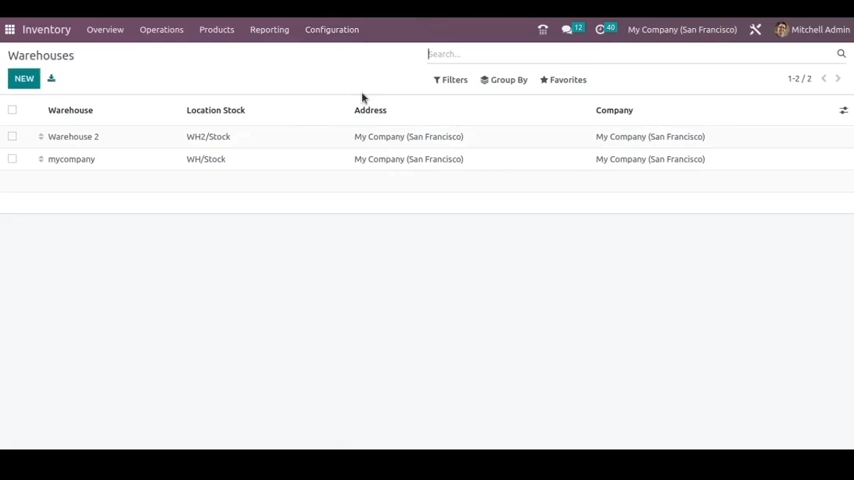 Inventory Overview Operations Products Reporting Configuration 12 40 My Company (San Francisco) Mitchell Admin
Warehouses Search...
NEW Filters Group By Favorites 1-2 / 2
Warehouse Location Stock Address Company
Warehouse 2 WH2/Stock My Company (San Francisco) My Company (San Francisco)
mycompany WH/Stock My Company (San Francisco) My Company (San Francisco)